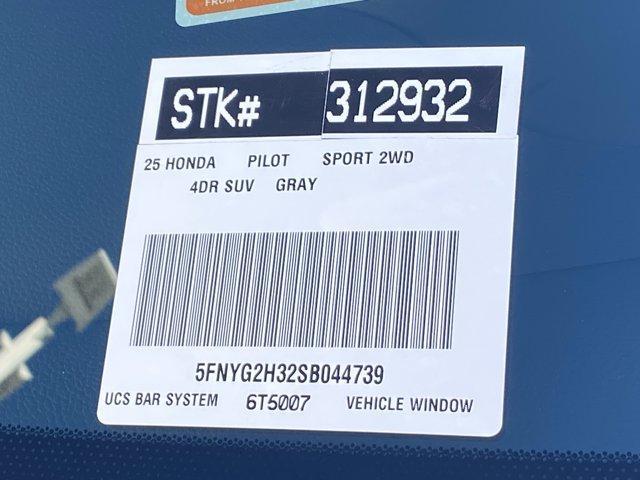 STK# 312932
25 HONDA PILOT SPORT 2WD
4DR SUV GRAY
5FNYG2H32SB044739
UCS BAR SYSTEM 6T5007 VEHICLE WINDOW